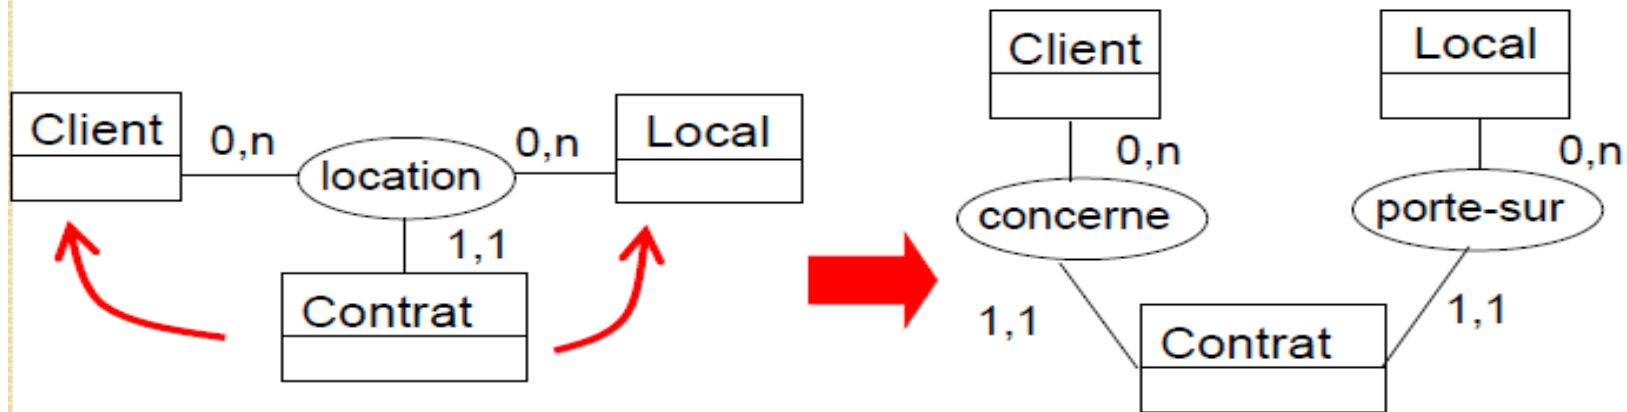 Client
0,n
location
0,n
Local
1,1
Contrat
Client
0,n
concerne
1,1
Local
0,n
porte-sur
1,1
Contrat